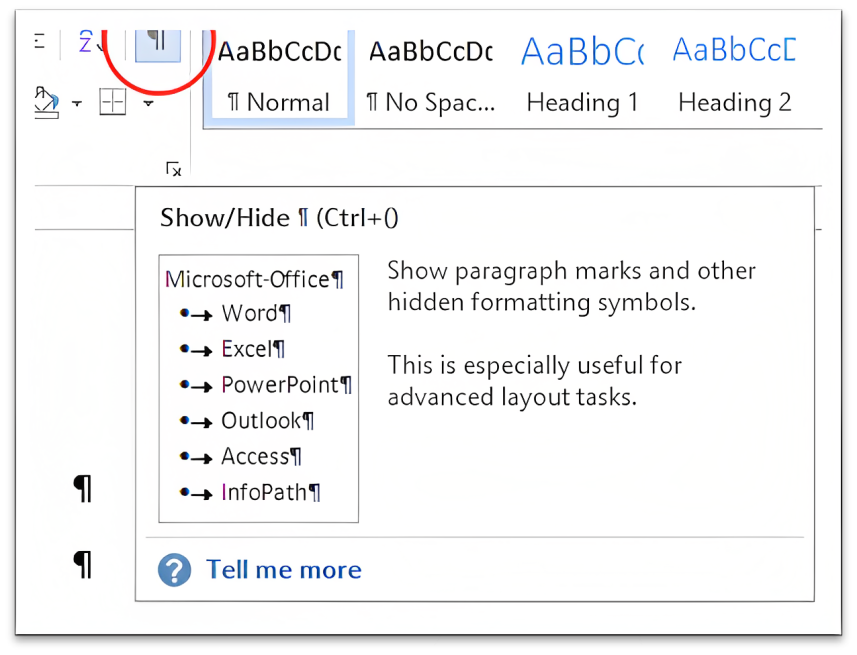 ¶
AaBbCcDc AaBbCcDc AaBbC( AaBbCcD
¶ Normal ¶ No Spac... Heading 1 Heading 2
Show/Hide ¶ (Ctrl+()
Microsoft-Office¶
Word¶
Excel¶
PowerPoint¶
Outlook¶
Access¶
InfoPath¶
Show paragraph marks and other
hidden formatting symbols.
This is especially useful for
advanced layout tasks.
¶
¶
? Tell me more